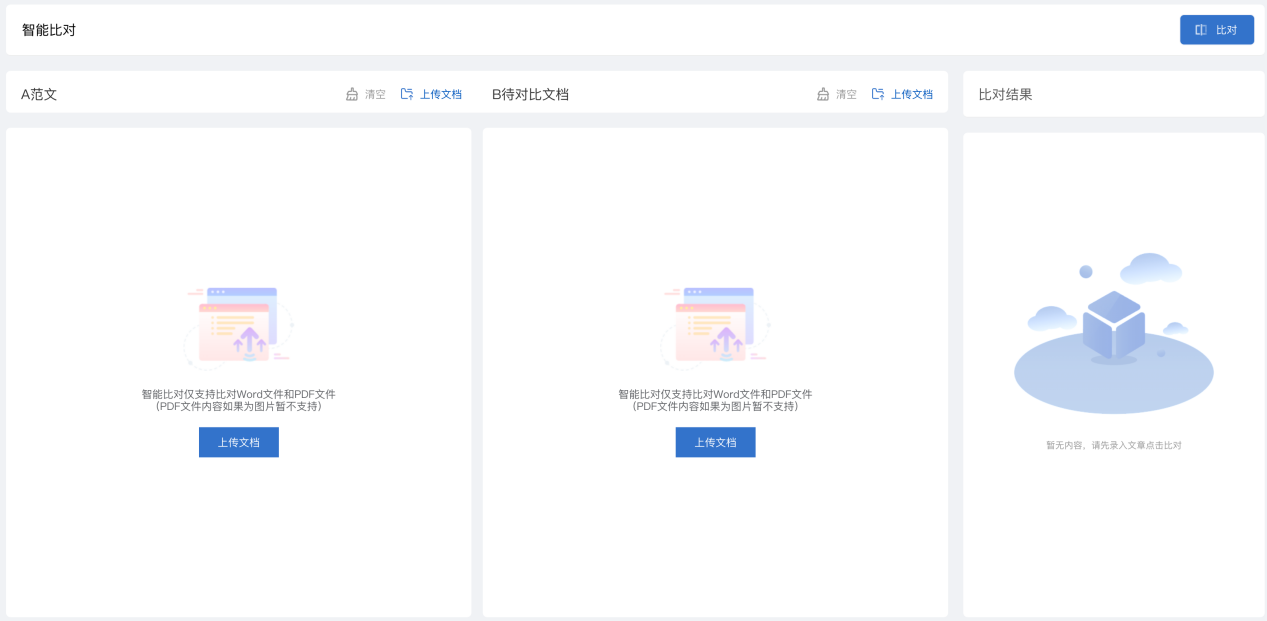 智能比对
比对
A范文
清空
上传文档
B待对比文档
清空
上传文档
比对结果
智能比对仅支持比对Word文件和PDF文件
（PDF文件内容如果为图片暂不支持）
上传文档
智能比对仅支持比对Word文件和PDF文件
（PDF文件内容如果为图片暂不支持）
上传文档
暂无内容，请先录入文章点击比对